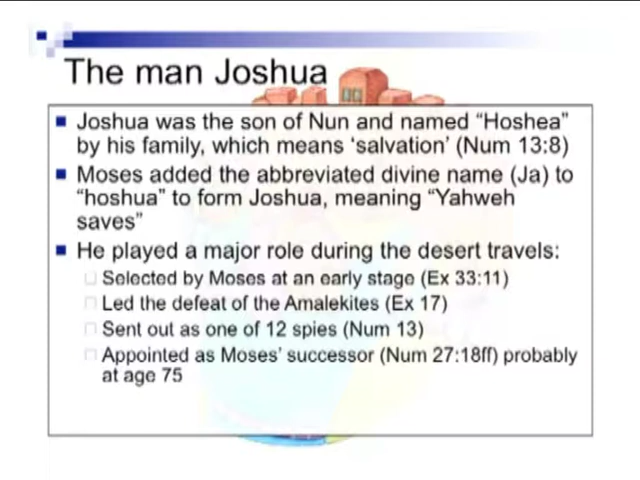 The man Joshua
Joshua was the son of Nun and named “Hoshea”
by his family, which means ‘salvation’ (Num 13:8)
Moses added the abbreviated divine name (Ja) to
“hoshua” to form Joshua, meaning “Yahweh
saves”
He played a major role during the desert travels:
Selected by Moses at an early stage (Ex 33:11)
Led the defeat of the Amalekites (Ex 17)
Sent out as one of 12 spies (Num 13)
Appointed as Moses’ successor (Num 27:18ff) probably
at age 75